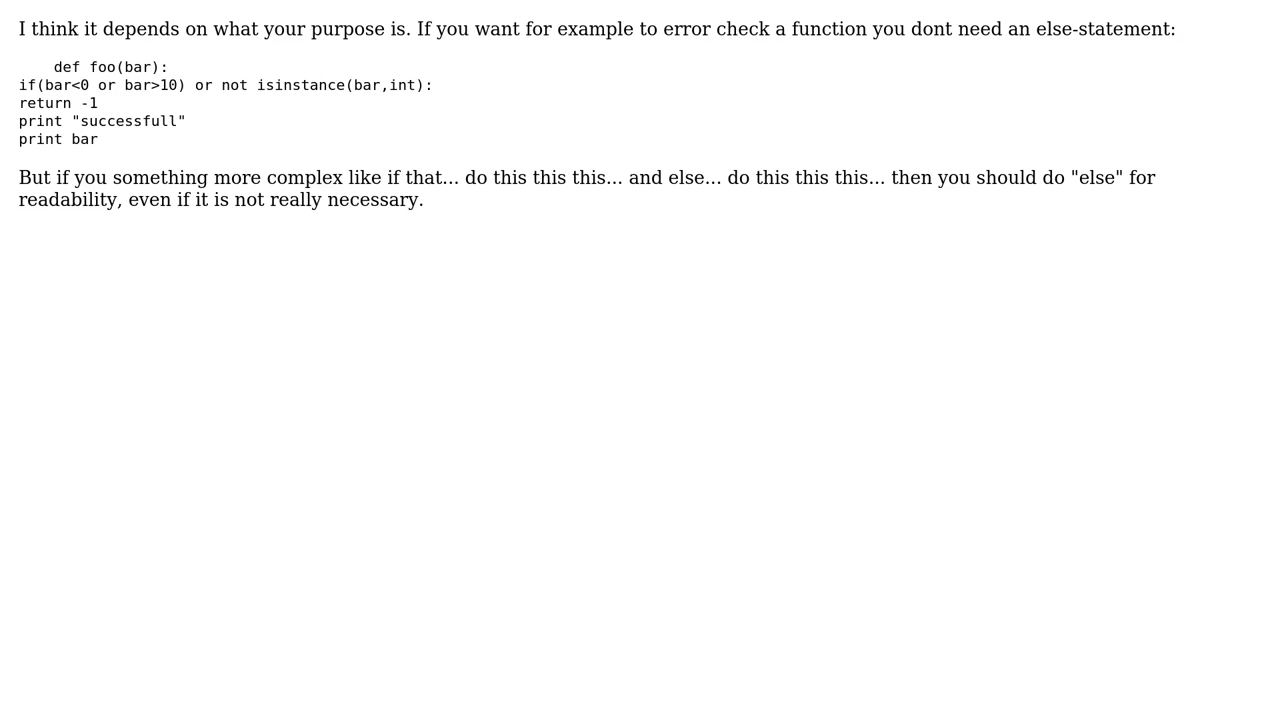 I think it depends on what your purpose is. If you want for example to error check a function you dont need an else-statement:
    def foo(bar):
if(bar<0 or bar>10) or not isinstance(bar,int):
return -1
print "successfull"
print bar
But if you something more complex like if that... do this this this... and else... do this this this... then you should do "else" for
readability, even if it is not really necessary.